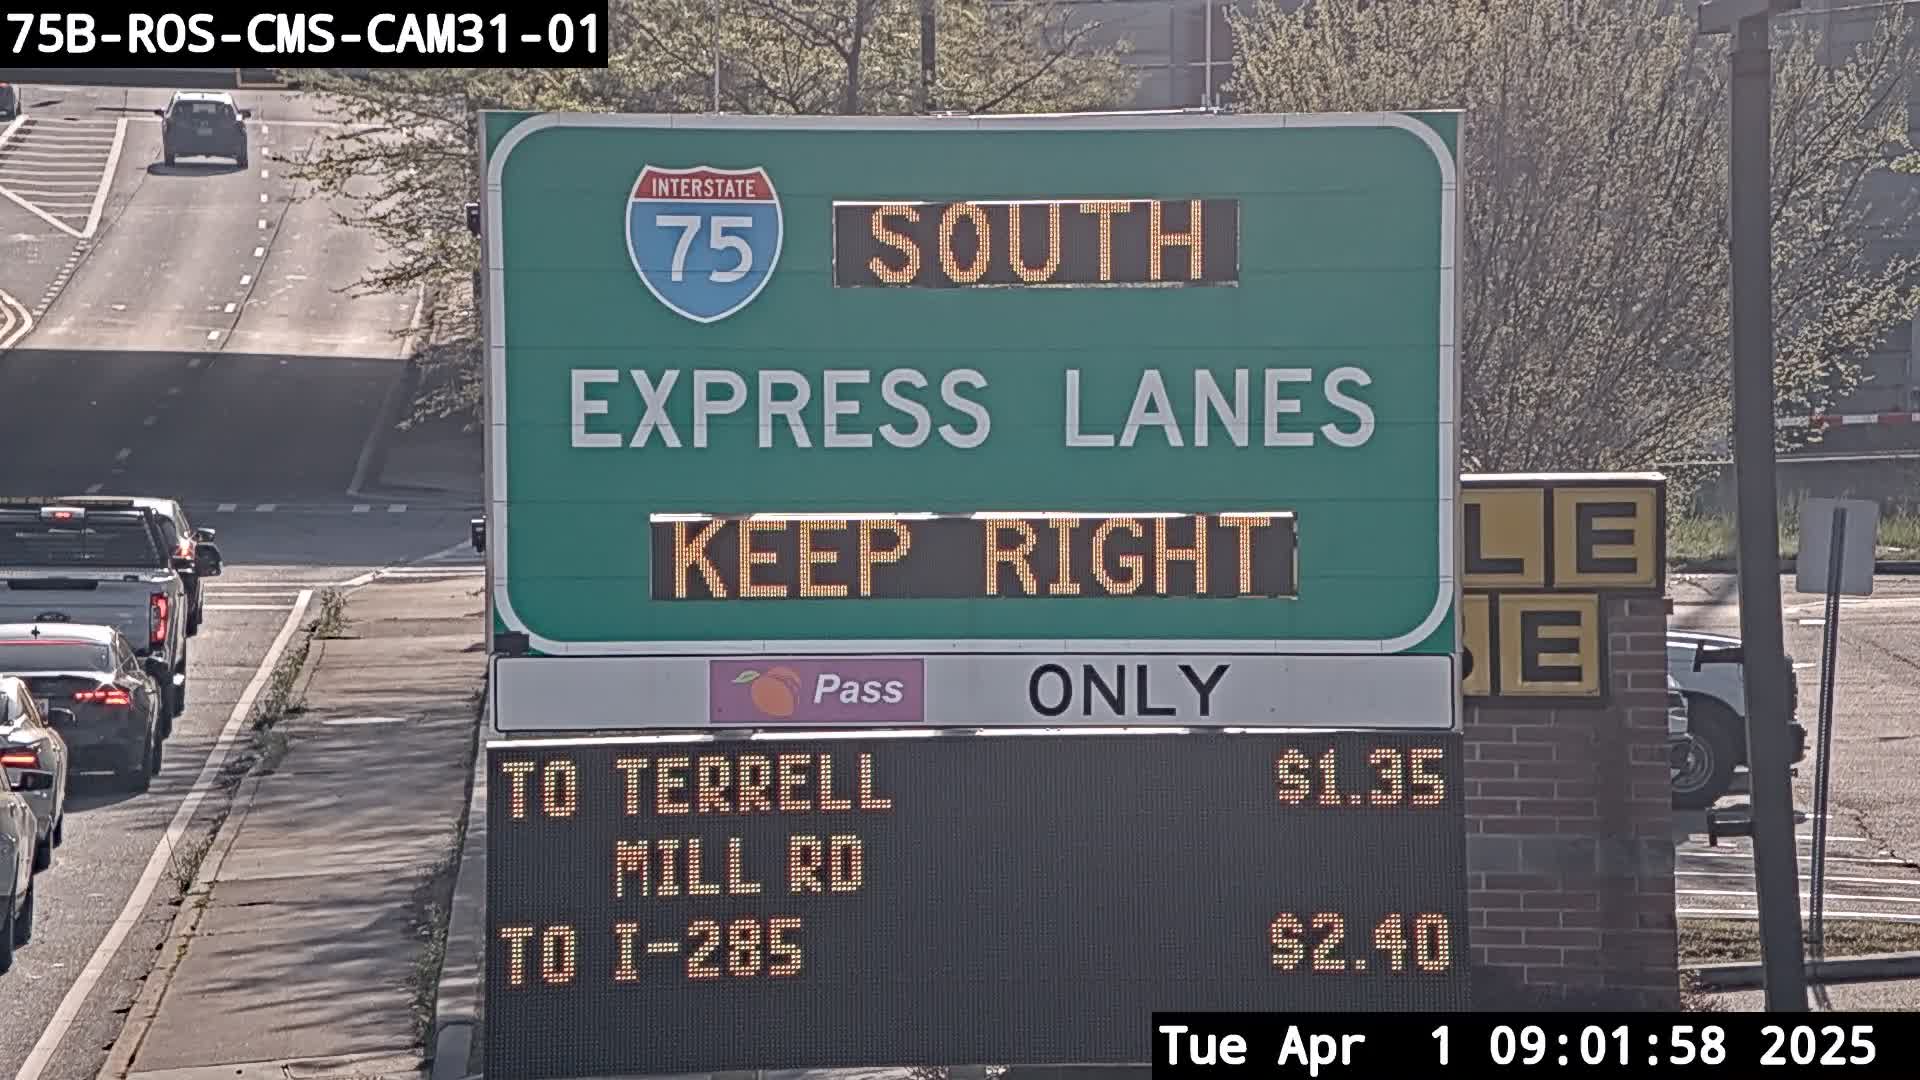 75B-ROS-CMS-CAM31-01
INTERSTATE
75
SOUTH
EXPRESS LANES
KEEP RIGHT
Pass ONLY
TO TERRELL $1.35
MILL RD
TO I-285 $2.40
LE
E
Tue Apr 1 09:01:58 2025